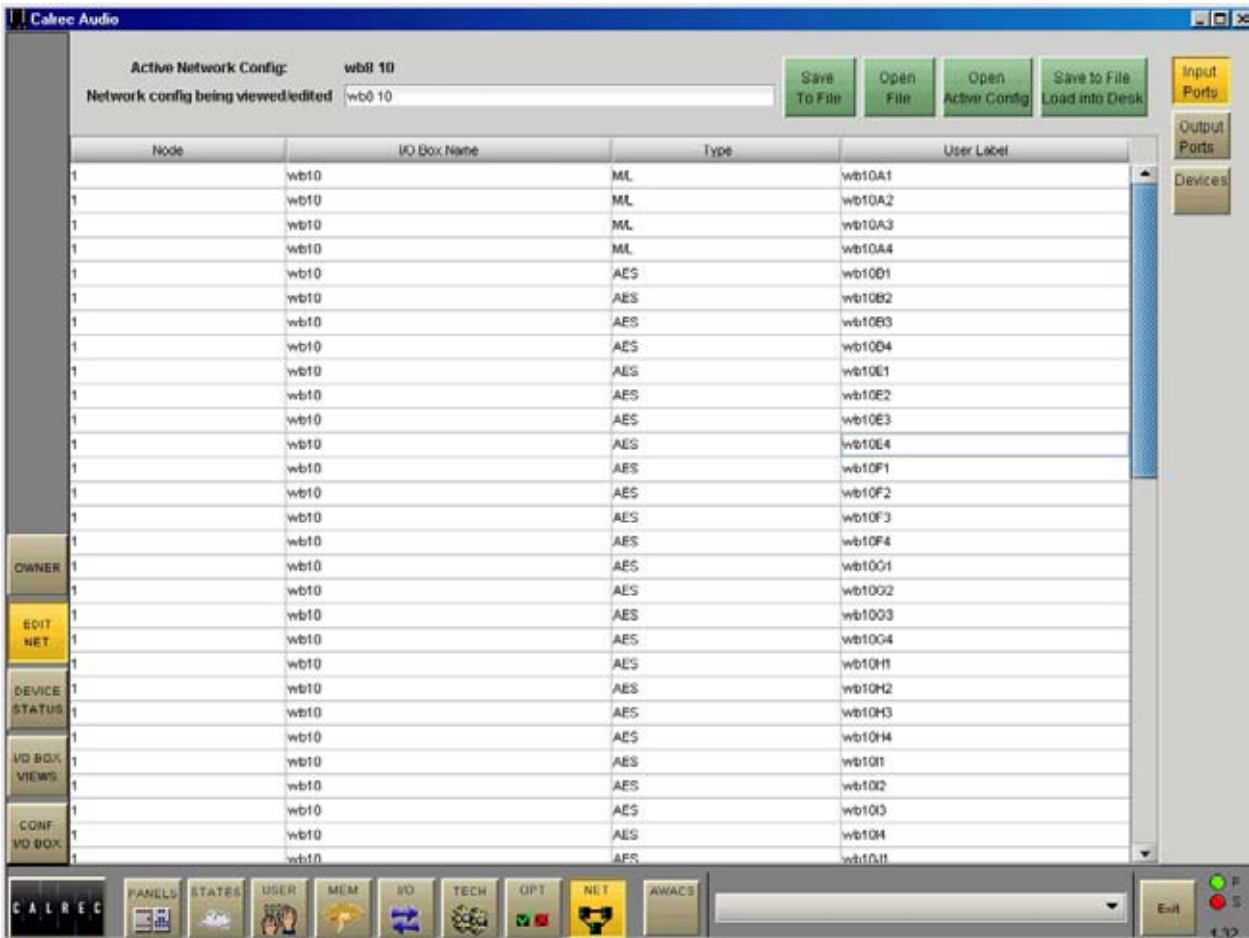 Calrec Audio
Active Network Config: wb8 10
Network config being viewed/edited wb8 10
Save To File
Open File
Open Active Config
Save to File Load into Desk
Input Ports
Output Ports
Devices
Node I/O Box Name Type User Label
1 wb10 M/L wb10A1
1 wb10 M/L wb10A2
1 wb10 M/L wb10A3
1 wb10 M/L wb10A4
1 wb10 AES wb10B1
1 wb10 AES wb10B2
1 wb10 AES wb10B3
1 wb10 AES wb10B4
1 wb10 AES wb10E1
1 wb10 AES wb10E2
1 wb10 AES wb10E3
1 wb10 AES wb10E4
1 wb10 AES wb10F1
1 wb10 AES wb10F2
1 wb10 AES wb10F3
1 wb10 AES wb10F4
1 wb10 AES wb10G1
1 wb10 AES wb10G2
1 wb10 AES wb10G3
1 wb10 AES wb10G4
1 wb10 AES wb10H1
1 wb10 AES wb10H2
1 wb10 AES wb10H3
1 wb10 AES wb10H4
1 wb10 AES wb10I1
1 wb10 AES wb10I2
1 wb10 AES wb10I3
1 wb10 AES wb10I4
1 wb10 AES wb10J1
OWNER
EDIT NET
DEVICE STATUS
I/O BOX VIEWS
CONF I/O BOX
CALREC
PANELS
STATES
USER
MEM
I/O
TECH
OPT
NET
AWACS
Exit
P
S
1.32